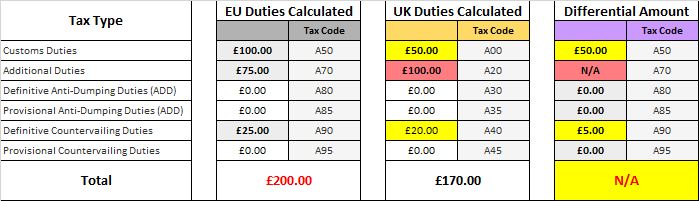 Tax Type EU Duties Calculated UK Duties Calculated Differential Amount
Tax Code Tax Code Tax Code
Customs Duties £100.00 A50 £50.00 A00 £50.00 A50
Additional Duties £75.00 A70 £100.00 A20 N/A A70
Definitive Anti-Dumping Duties (ADD) £0.00 A80 £0.00 A30 £0.00 A80
Provisional Anti-Dumping Duties (ADD) £0.00 A85 £0.00 A35 £0.00 A85
Definitive Countervailing Duties £25.00 A90 £20.00 A40 £5.00 A90
Provisional Countervailing Duties £0.00 A95 £0.00 A45 £0.00 A95
Total £200.00 £170.00 N/A